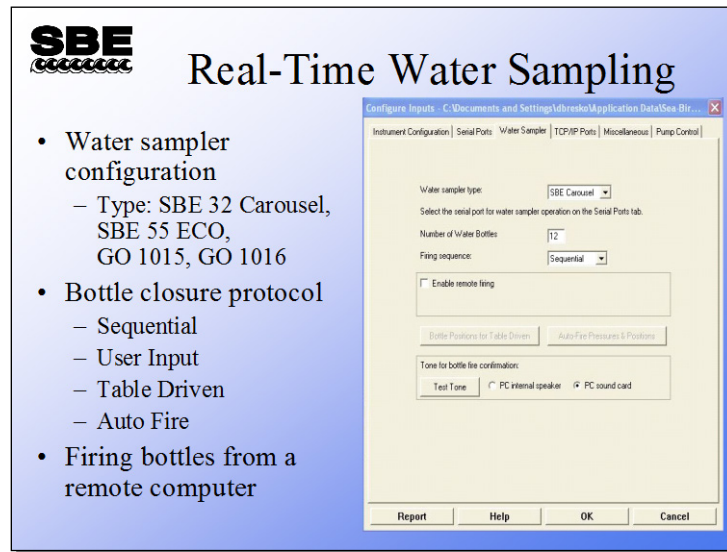 SBE
Real-Time Water Sampling
• Water sampler
configuration
– Type: SBE 32 Carousel,
SBE 55 ECO,
GO 1015, GO 1016
• Bottle closure protocol
– Sequential
– User Input
– Table Driven
– Auto Fire
• Firing bottles from a
remote computer
Configure Inputs - C:\Documents and Settings\dbresko\Application Data\Sea-Bir...
Instrument Configuration | Serial Ports | Water Sampler | TCP/IP Ports | Miscellaneous | Pump Control
Water sampler type: SBE Carousel
Select the serial port for water sampler operation on the Serial Ports tab.
Number of Water Bottles 12
Firing sequence: Sequential
Enable remote firing
Bottle Positions for Table Driven Auto-Fire Pressures & Positions
Tone for bottle fire confirmation:
Test Tone PC internal speaker PC sound card
Report Help OK Cancel